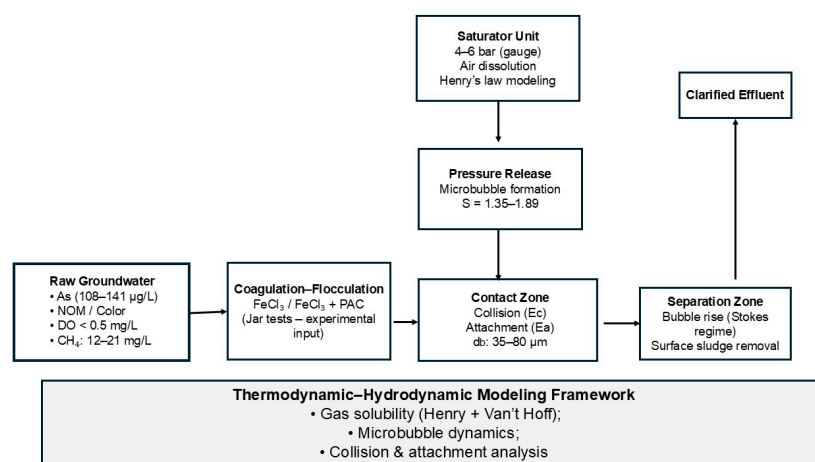 Saturator Unit
4–6 bar (gauge)
Air dissolution
Henry's law modeling
Clarified Effluent
Pressure Release
Microbubble formation
S = 1.35–1.89
Raw Groundwater
• As (108–141 µg/L)
• NOM / Color
• DO < 0.5 mg/L
• CH₄: 12–21 mg/L
Coagulation–Flocculation
FeCl₃ / FeCl₃ + PAC
(Jar tests – experimental
input)
Contact Zone
Collision (Ec)
Attachment (Ea)
db: 35–80 µm
Separation Zone
Bubble rise (Stokes
regime)
Surface sludge removal
Thermodynamic–Hydrodynamic Modeling Framework
• Gas solubility (Henry + Van't Hoff);
• Microbubble dynamics;
• Collision & attachment analysis